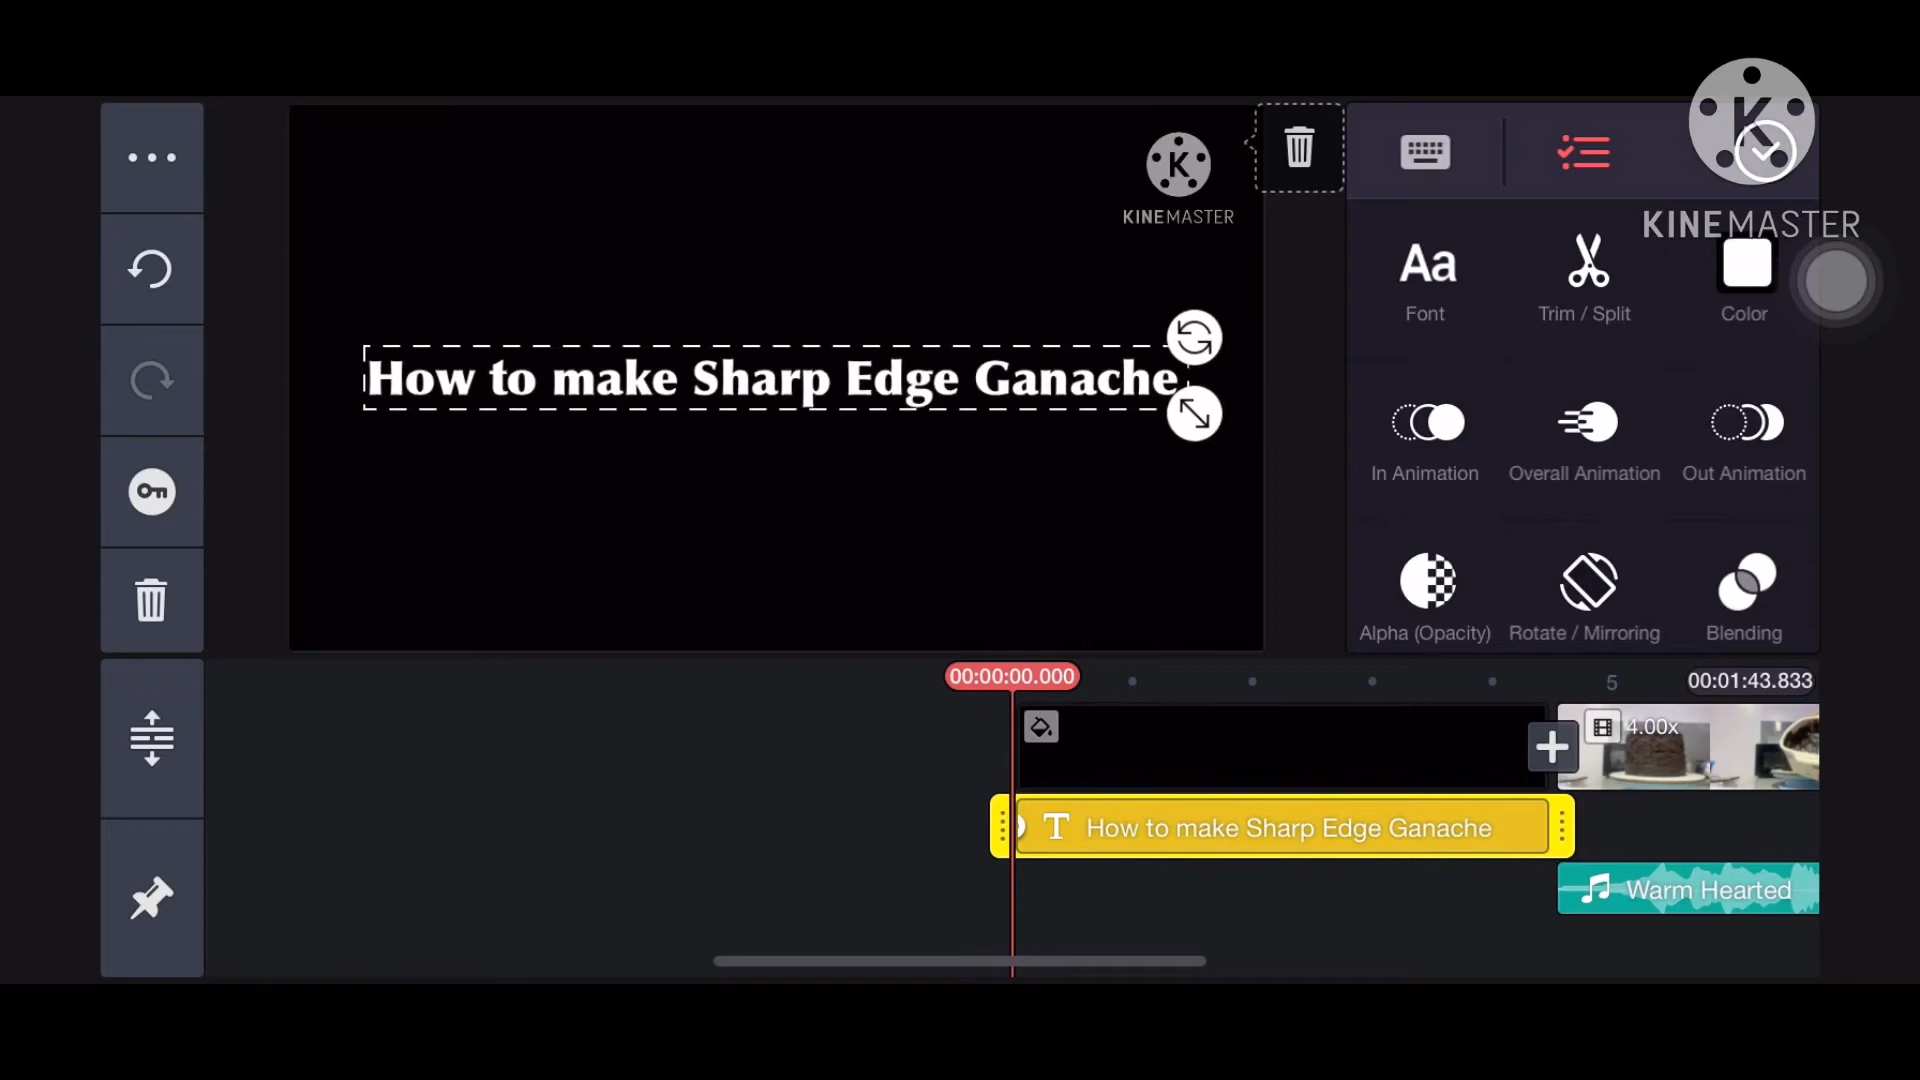 KINEMASTER
KINEMASTER
How to make Sharp Edge Ganache
Aa
Font
Trim / Split
Color
In Animation
Overall Animation
Out Animation
Alpha (Opacity)
Rotate / Mirroring
Blending
00:00:00.000
5
00:01:43.833
4.00x
T How to make Sharp Edge Ganache
Warm Hearted